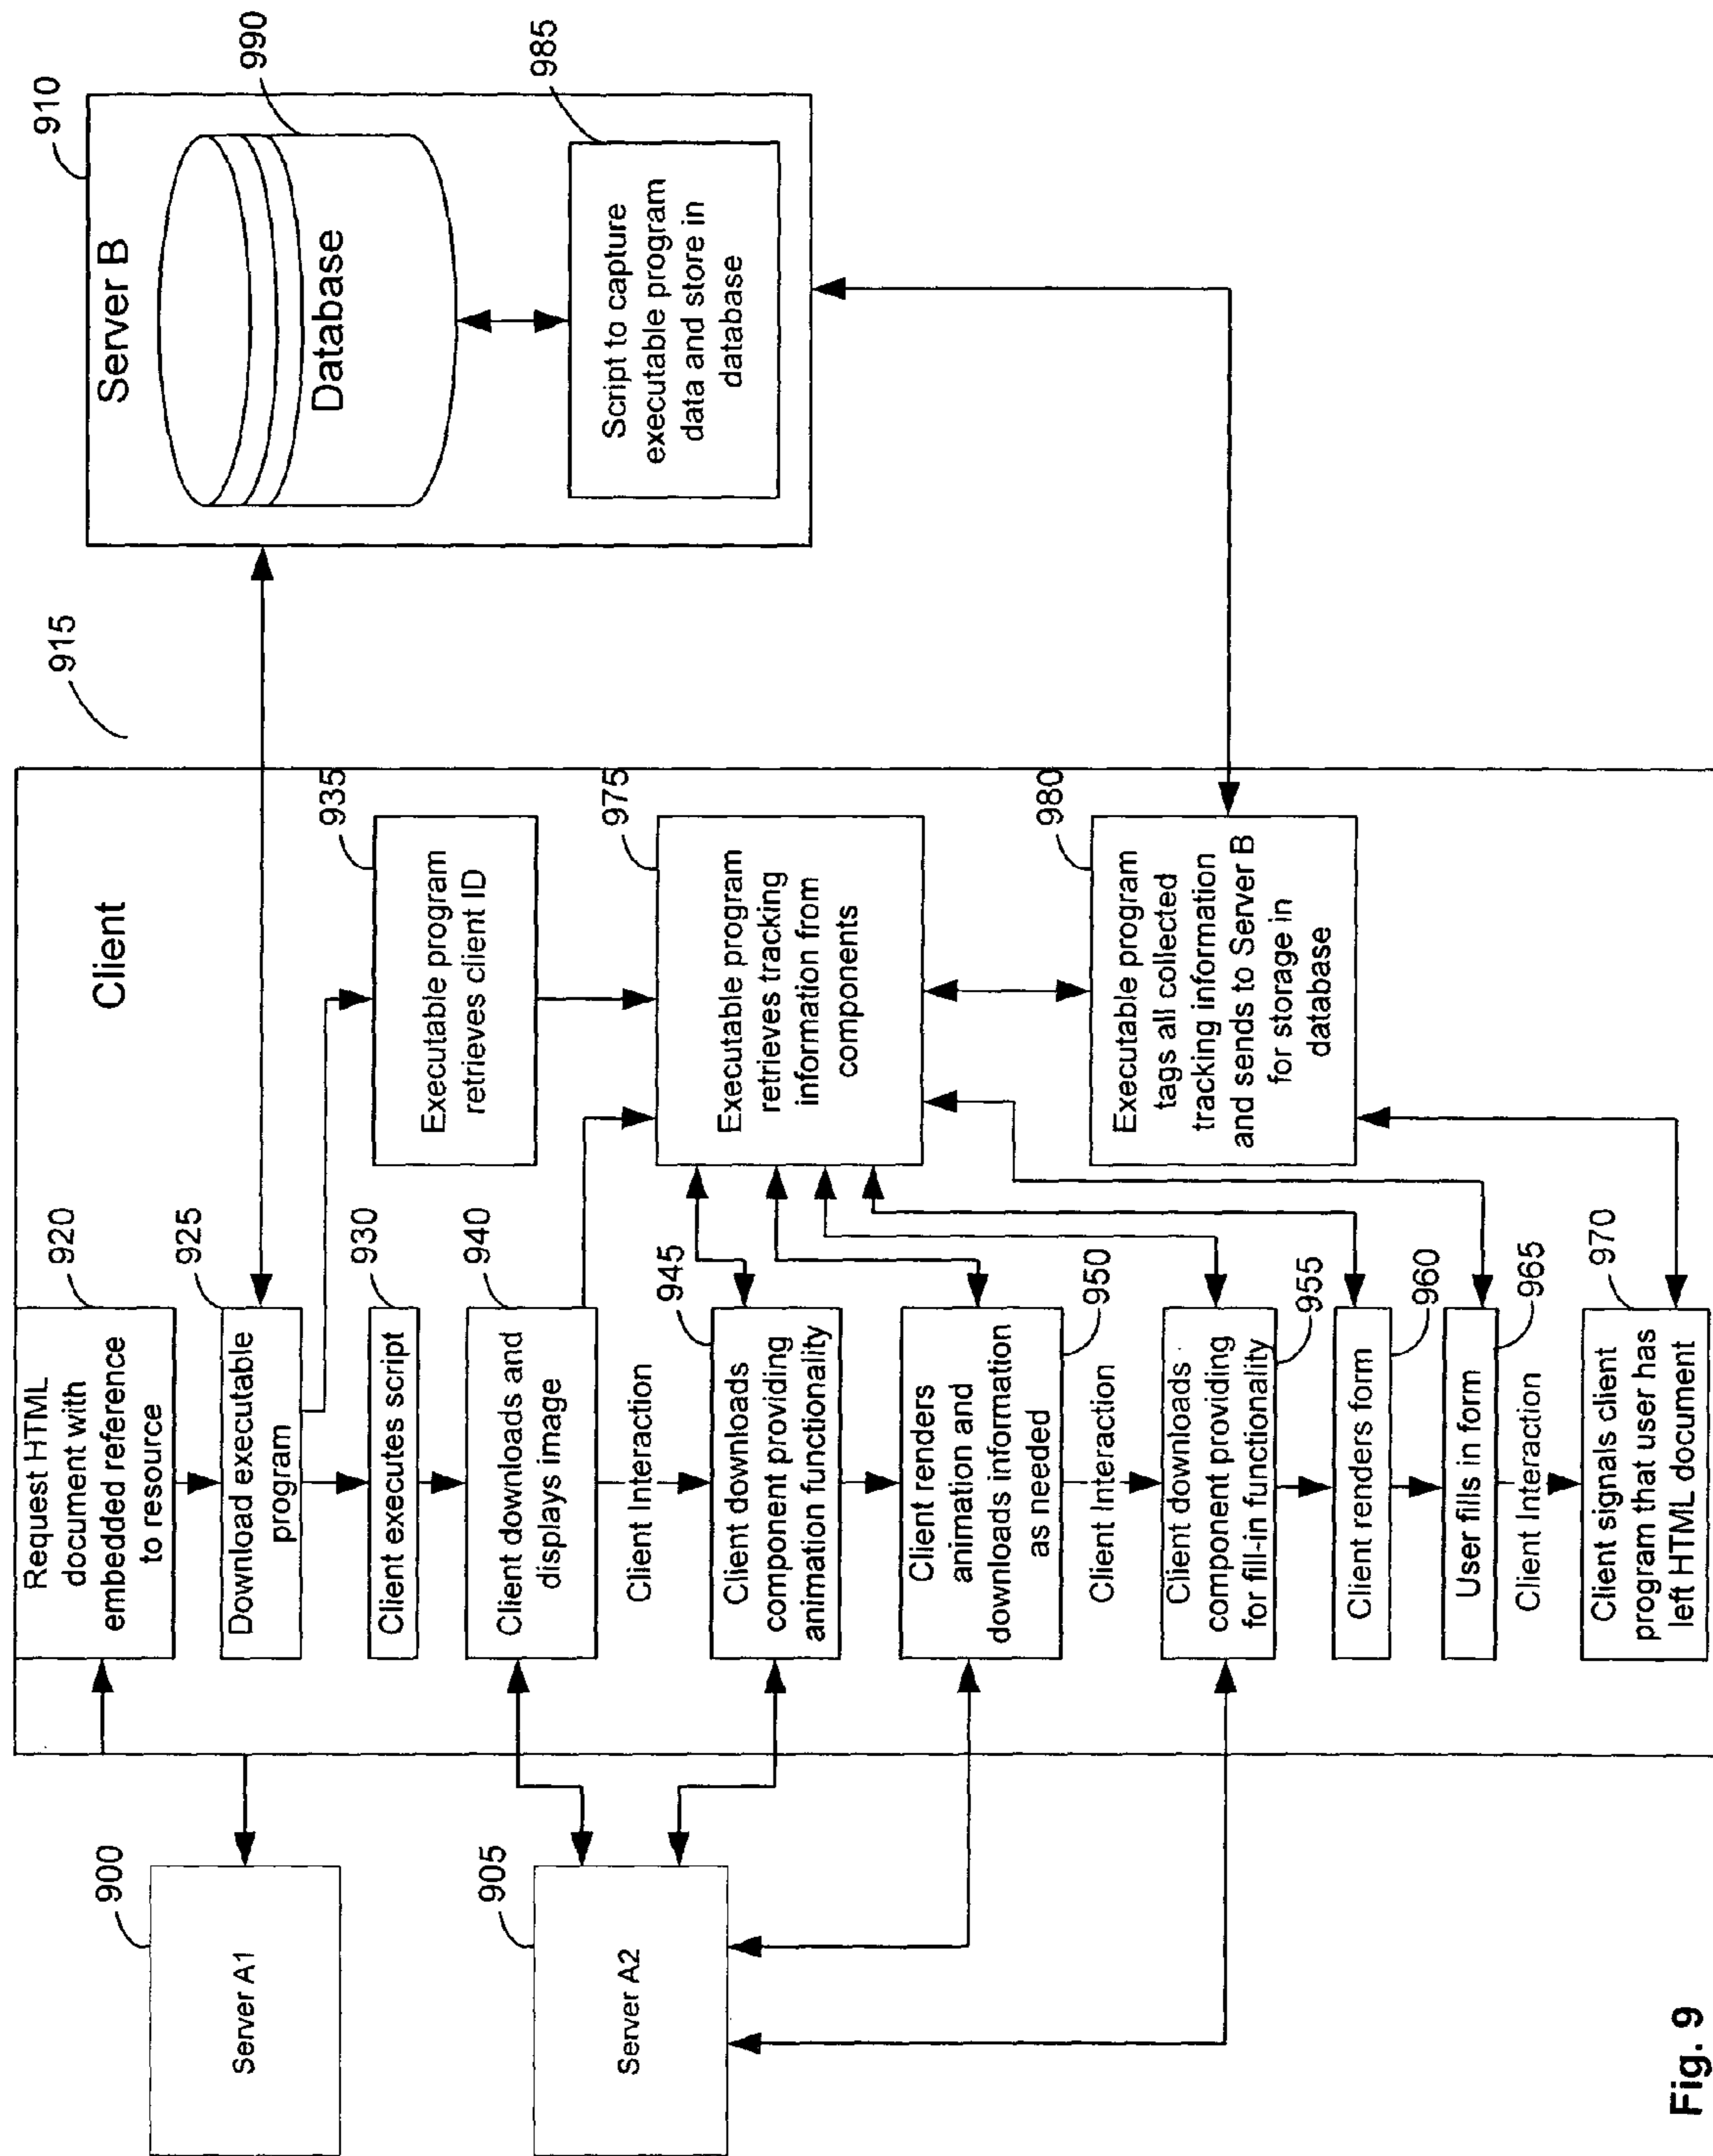 900
Server A1
905
Server A2
915
Client
920
Request HTML
document with
embedded reference
to resource
925
Download executable
program
930
Client executes script
935
Executable program
retrieves client ID
940
Client downloads and
displays image
Client Interaction
945
Client downloads
component providing
animation functionality
950
Client renders
animation and
downloads information
as needed
Client Interaction
955
Client downloads
component providing
for fill-in functionality
960
Client renders form
965
User fills in form
Client Interaction
970
Client signals client
program that user has
left HTML document
975
Executable program
retrieves tracking
information from
components
980
Executable program
tags all collected
tracking information
and sends to Server B
for storage in
database
910
Server B
990
Database
985
Script to capture
executable program
data and store in
database
Fig. 9